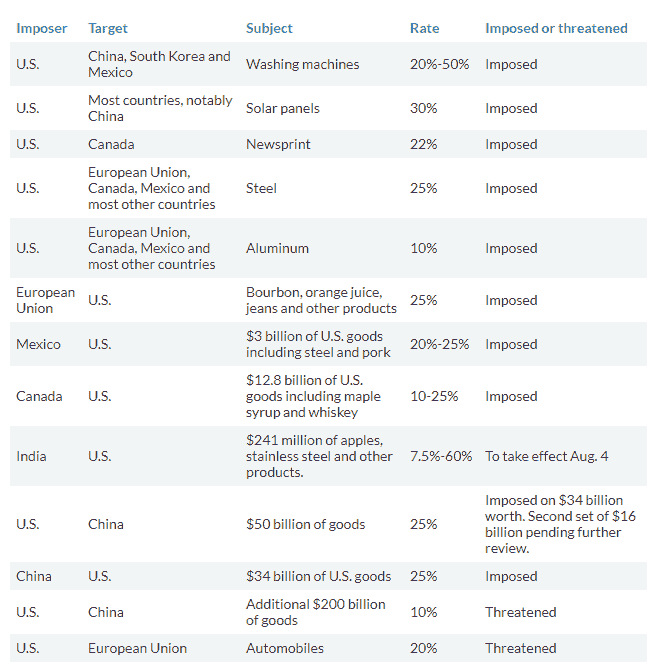 Imposer Target Subject Rate Imposed or threatened
U.S. China, South Korea and Mexico Washing machines 20%-50% Imposed
U.S. Most countries, notably China Solar panels 30% Imposed
U.S. Canada Newsprint 22% Imposed
U.S. European Union, Canada, Mexico and most other countries Steel 25% Imposed
U.S. European Union, Canada, Mexico and most other countries Aluminum 10% Imposed
European Union U.S. Bourbon, orange juice, jeans and other products 25% Imposed
Mexico U.S. $3 billion of U.S. goods including steel and pork 20%-25% Imposed
Canada U.S. $12.8 billion of U.S. goods including maple syrup and whiskey 10-25% Imposed
India U.S. $241 million of apples, stainless steel and other products. 7.5%-60% To take effect Aug. 4
U.S. China $50 billion of goods 25% Imposed on $34 billion worth. Second set of $16 billion pending further review.
China U.S. $34 billion of U.S. goods 25% Imposed
U.S. China Additional $200 billion of goods 10% Threatened
U.S. European Union Automobiles 20% Threatened